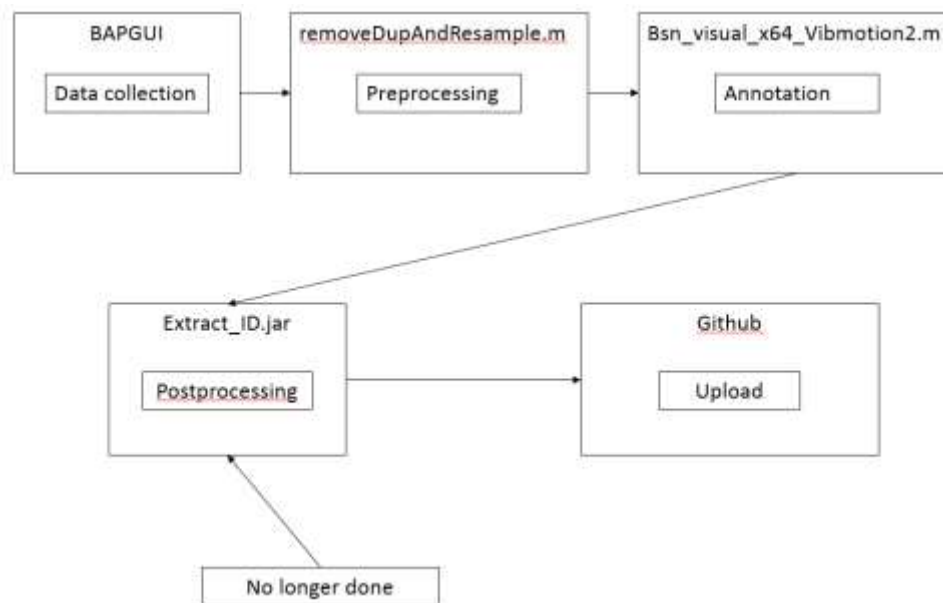 BAPGUI
Data collection
removeDupAndResample.m
Preprocessing
Bsn_visual_x64_Vibmotion2.m
Annotation
Extract_ID.jar
Postprocessing
Github
Upload
No longer done